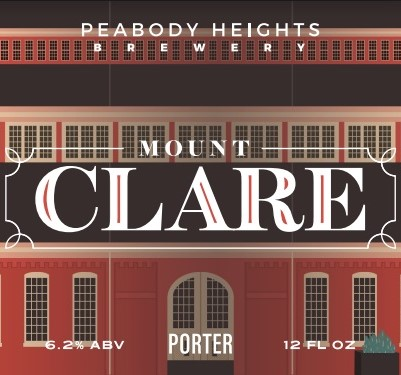 PEABODY HEIGHTS
BREWERY
MOUNT
CLARE
6.2% ABV PORTER 12 FL OZ